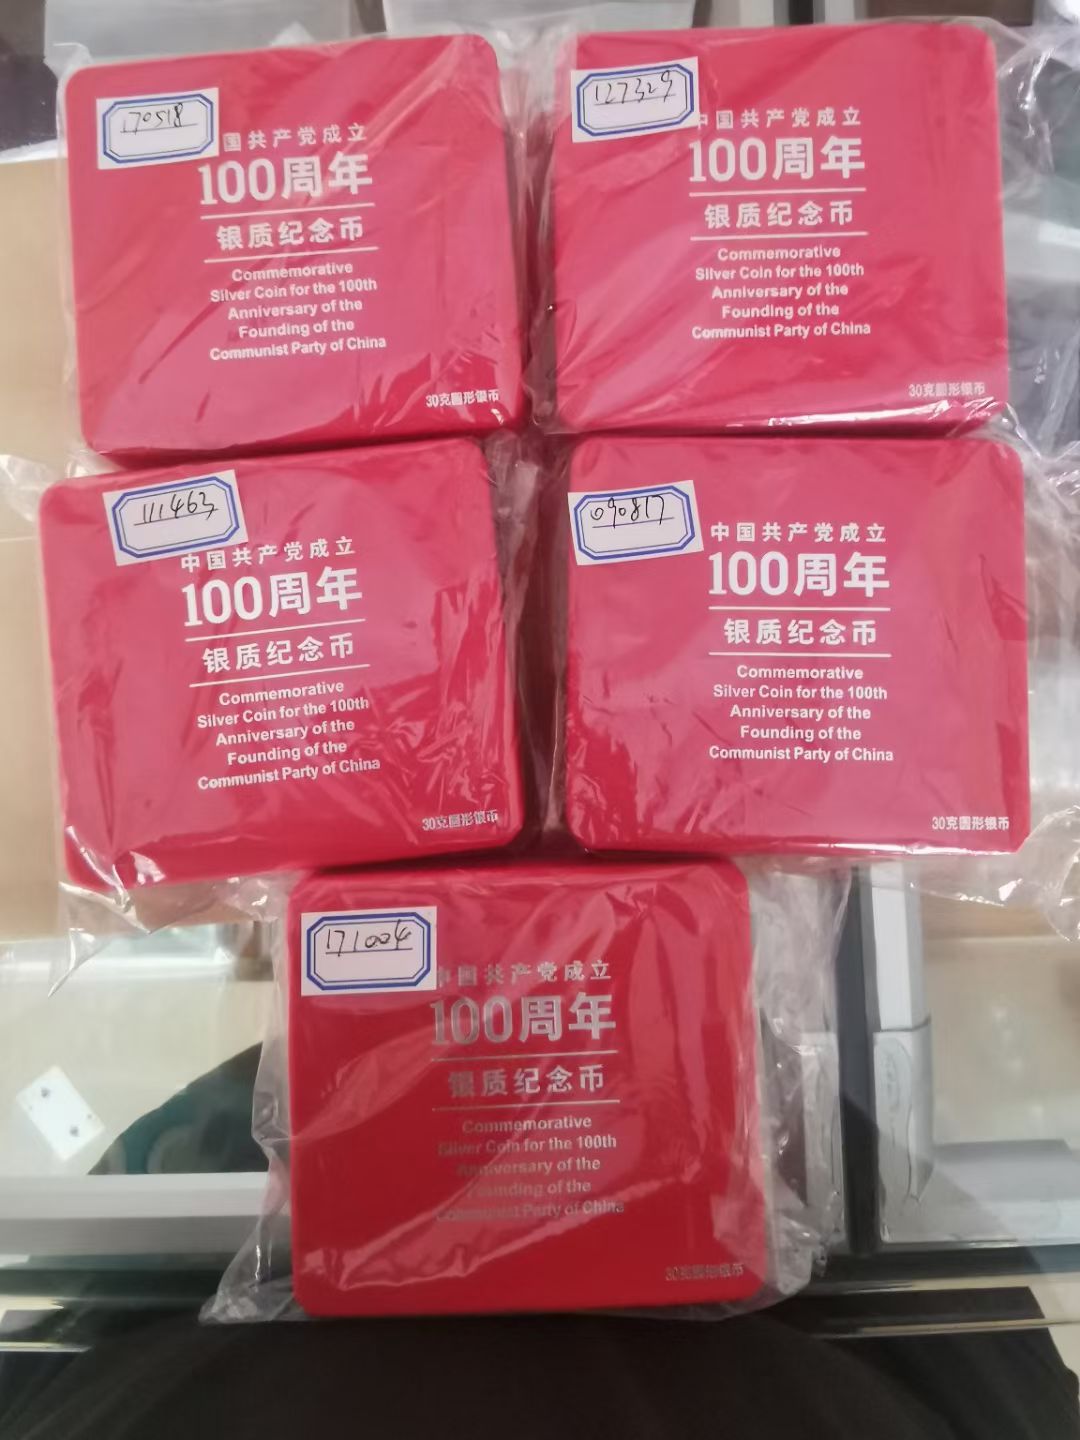 170518
国共产党成立
100周年
银质纪念币
Commemorative
Silver Coin for the 100th
Anniversary of the
Founding of the
Communist Party of China
30克圆形银币
127329
中国共产党成立
100周年
银质纪念币
Commemorative
Silver Coin for the 100th
Anniversary of the
Founding of the
Communist Party of China
30克圆形银币
111463
中国共产党成立
100周年
银质纪念币
Commemorative
Silver Coin for the 100th
Anniversary of the
Founding of the
Communist Party of China
30克圆形银币
090817
中国共产党成立
100周年
银质纪念币
Commemorative
Silver Coin for the 100th
Anniversary of the
Founding of the
Communist Party of China
30克圆形银币
171004
中国共产党成立
100周年
银质纪念币
Commemorative
Silver Coin for the 100th
Anniversary of the
Founding of the
Communist Party of China
30克圆形银币